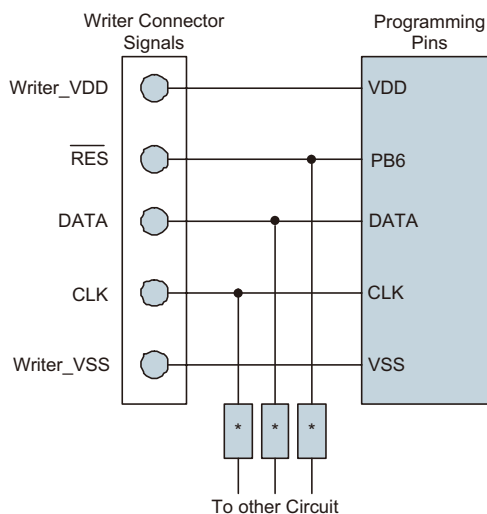 Writer Connector
Signals
Programming
Pins
Writer_VDD
VDD
RES
PB6
DATA
DATA
CLK
CLK
Writer_VSS
VSS
* * *
To other Circuit